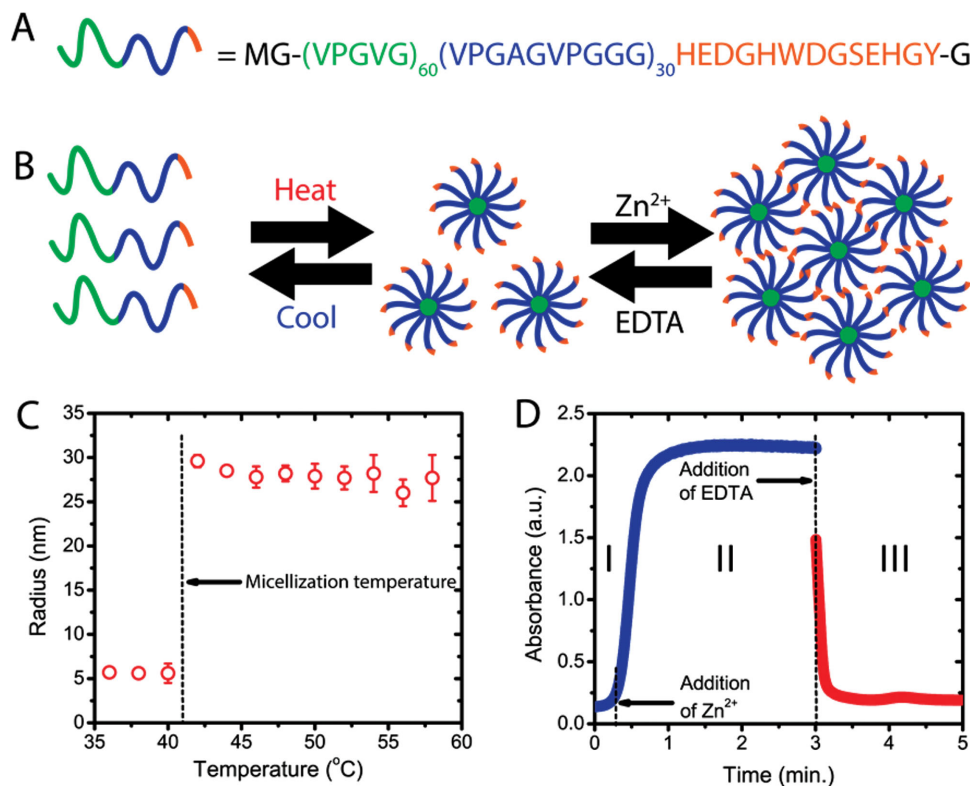 A
= MG-(VPGVG)60(VPGAGVPGGG)30HEDGHWDGSEHGY-G
B
Heat
Cool
Zn2+
EDTA
C
Radius (nm)
35
30
25
20
15
10
5
0
Micellization temperature
35 40 45 50 55 60
Temperature (oC)
D
Absorbance (a.u.)
2.5
2.0
1.5
1.0
0.5
0.0
Addition
of EDTA
I II III
Addition
of Zn2+
0 1 2 3 4 5
Time (min.)